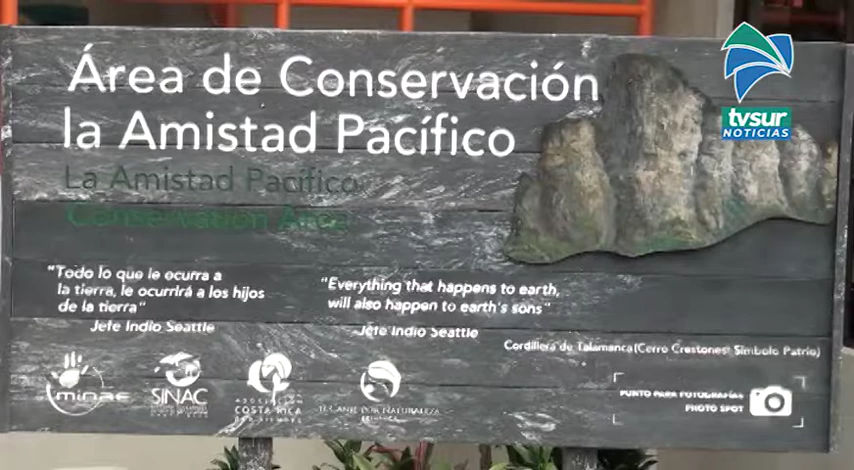 Área de Conservación
la Amistad Pacífico
La Amistad Pacífico
Conservation Area
"Todo lo que le ocurra a
la tierra, le ocurrirá a los hijos
de la tierra"
Jefe Indio Seattle
"Everything that happens to earth,
will also happen to earth's sons"
Jefe Indio Seattle
Cordillera de Talamanca (Cerro Crestones: Símbolo Patrio)
minae
SINAC
ASOCIACIÓN
COSTA RICA
POR SIEMPRE
PUNTO PARA FOTOGRAFÍAS
PHOTO SPOT
tvsur
NOTICIAS